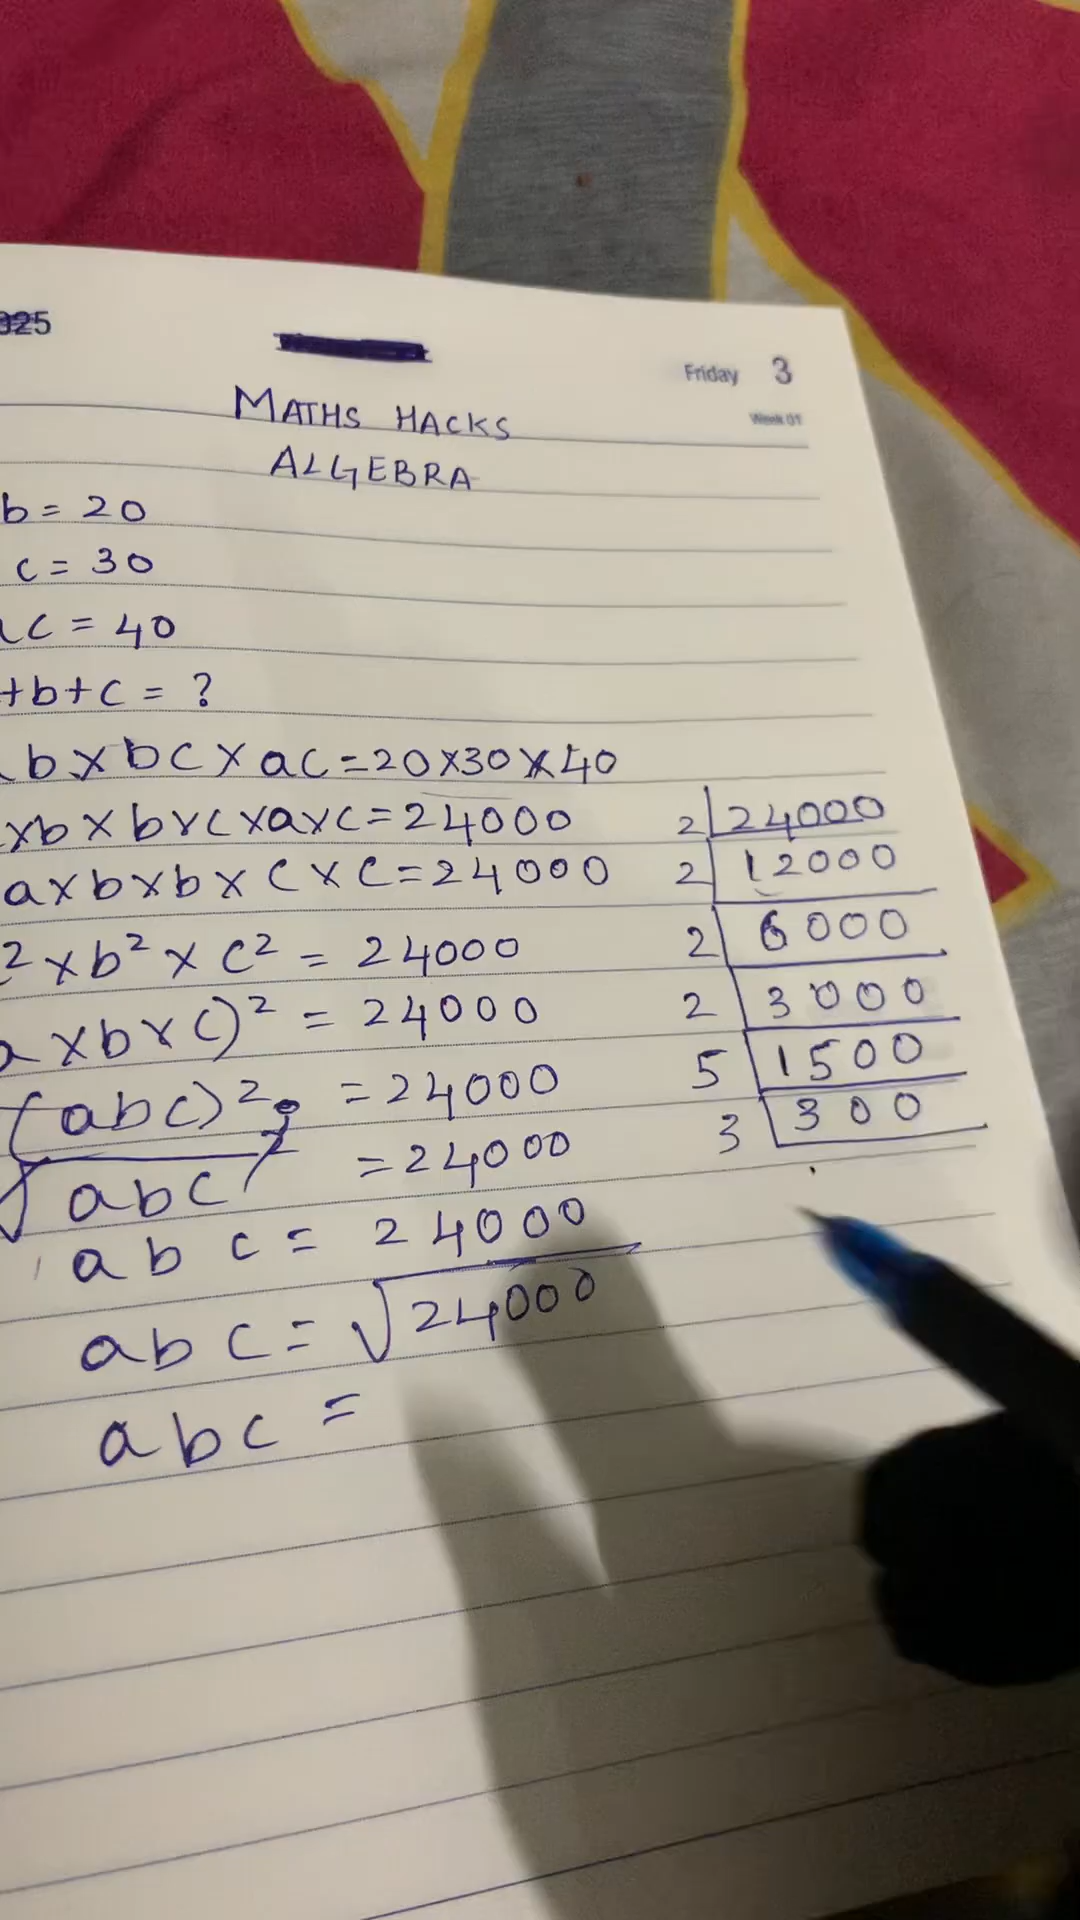 025
Friday 3
Week 01
MATHS HACKS
ALGEBRA
b = 20
c = 30
c = 40
+b+c = ?
b×bc×ac=20×30×40
×b×b×c×a×c=24000
a×b×b×c×c=24000
²×b²×c² = 24000
a×b×c)² = 24000
(abc)² = 24000
√abc² =24000
abc = 24000
abc = √24000
abc =
2 24000
2 12000
2 6000
2 3000
5 1500
3 300